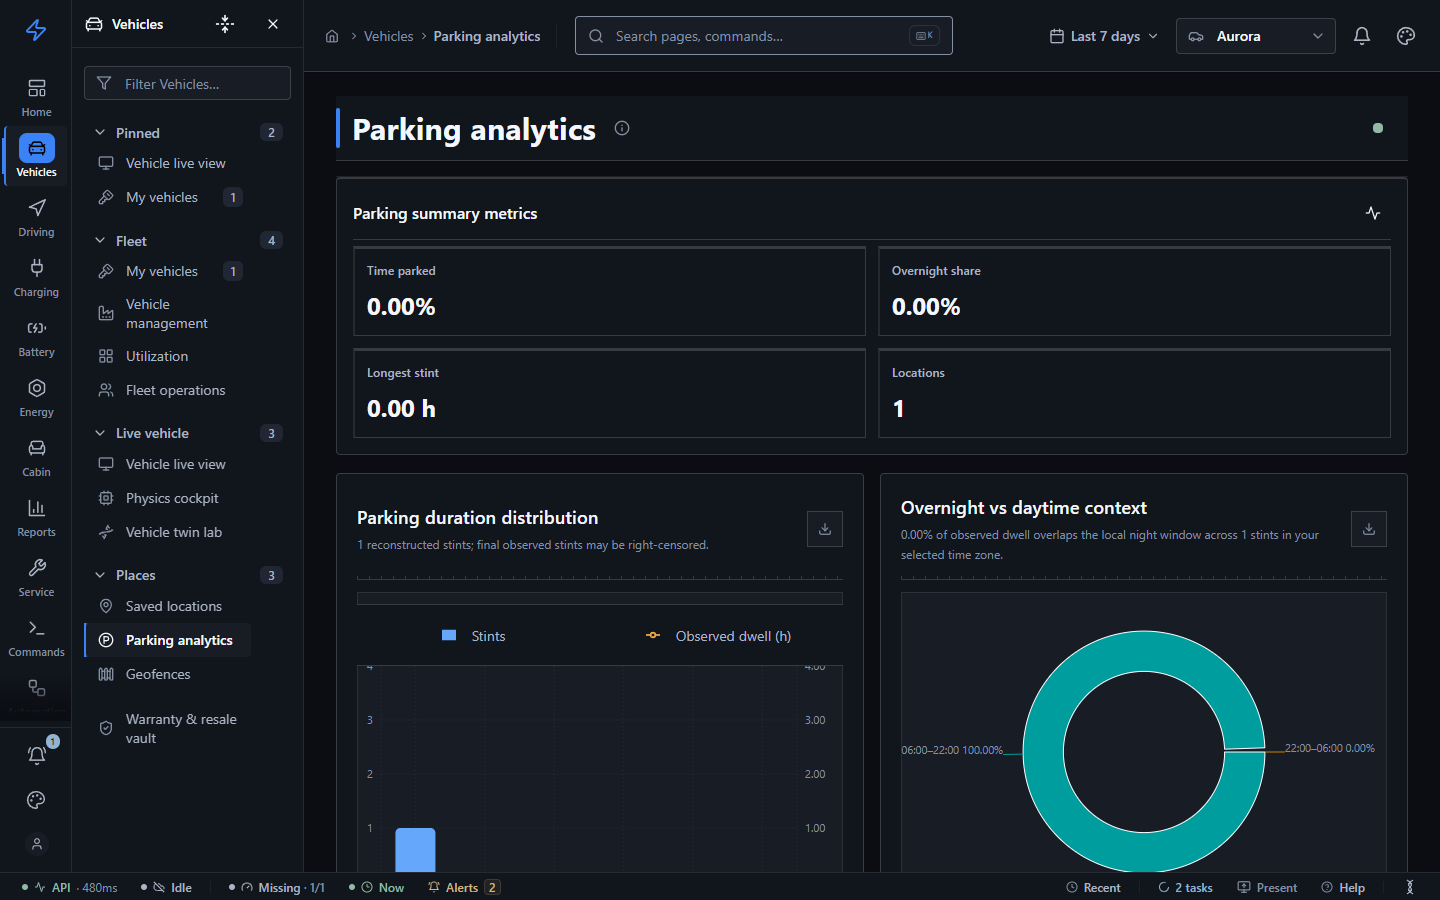 Vehicles
Home
Vehicles
Driving
Charging
Battery
Energy
Cabin
Reports
Service
Commands
1
Filter Vehicles...
Pinned 2
Vehicle live view
My vehicles 1
Fleet 4
My vehicles 1
Vehicle
management
Utilization
Fleet operations
Live vehicle 3
Vehicle live view
Physics cockpit
Vehicle twin lab
Places 3
Saved locations
Parking analytics
Geofences
Warranty & resale
vault
Vehicles Parking analytics
Search pages, commands... K
Last 7 days
Aurora
Parking analytics
Parking summary metrics
Time parked
0.00%
Overnight share
0.00%
Longest stint
0.00 h
Locations
1
Parking duration distribution
1 reconstructed stints; final observed stints may be right-censored.
Stints Observed dwell (h)
4 4.00
3 3.00
2 2.00
1 1.00
Overnight vs daytime context
0.00% of observed dwell overlaps the local night window across 1 stints in your
selected time zone.
06:00–22:00 100.00%
22:00–06:00 0.00%
API · 480ms Idle Missing · 1/1 Now Alerts 2
Recent 2 tasks Present Help